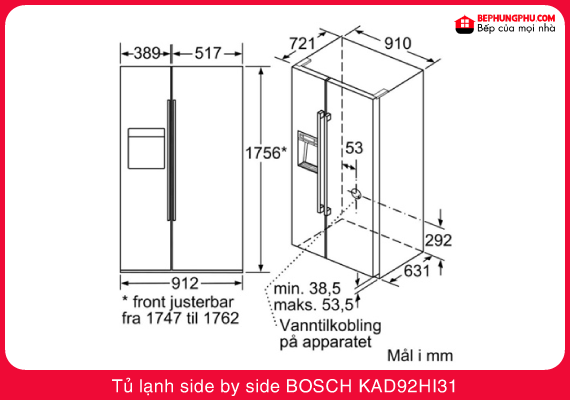 BEPHUNGPHU.COM
Bếp của mọi nhà
389
517
721
910
1756*
53
292
631
912
min. 38,5
maks. 53,5
* front justerbar
fra 1747 til 1762
Vanntilkobling
på apparatet
Mål i mm
Tủ lạnh side by side BOSCH KAD92HI31